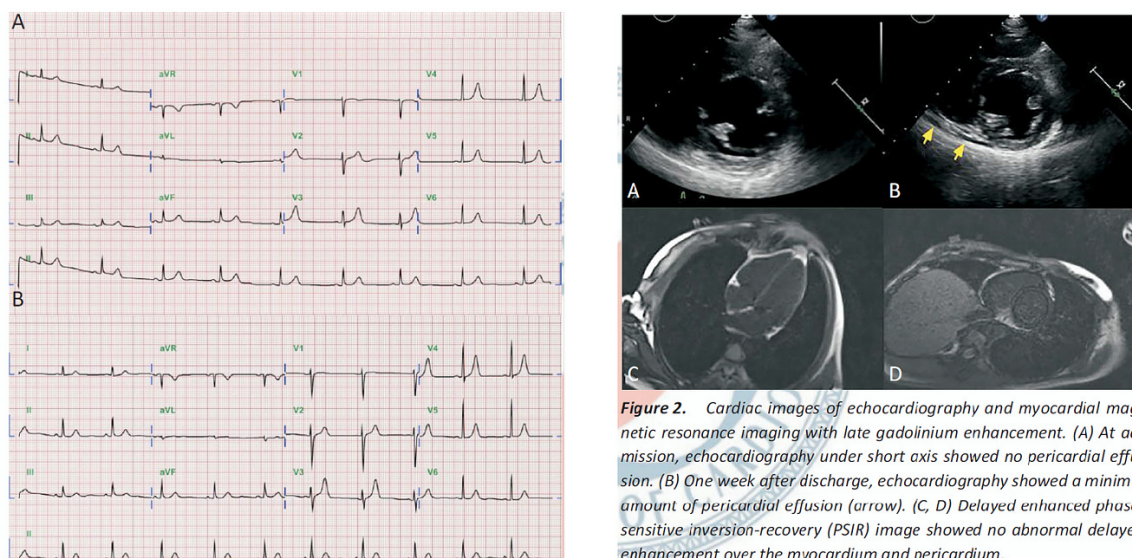 A
I
aVR
V1
V4
II
aVL
V2
V5
III
aVF
V3
V6
II
B
I
aVR
V1
V4
II
aVL
V2
V5
III
aVF
V3
V6
II
A
B
C
D
OF CARDIO
Figure 2. Cardiac images of echocardiography and myocardial mag-
netic resonance imaging with late gadolinium enhancement. (A) At ad-
mission, echocardiography under short axis showed no pericardial effu-
sion. (B) One week after discharge, echocardiography showed a minim
amount of pericardial effusion (arrow). (C, D) Delayed enhanced phase
sensitive inversion-recovery (PSIR) image showed no abnormal delaye
enhancement over the myocardium and pericardium.